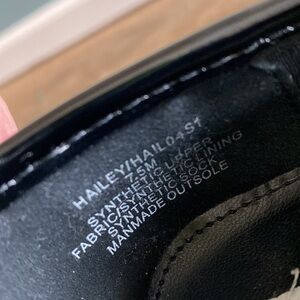 HAILEY/HAIL04S1
7.5M
SYNTHETIC UPPER
FABRIC/SYNTHETIC LINING
SYNTHETIC SOCK
MANMADE OUTSOLE